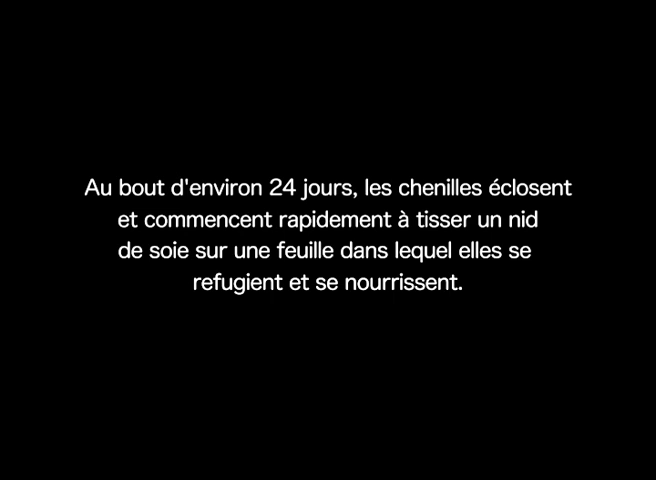 Au bout d'environ 24 jours, les chenilles éclosent
et commencent rapidement à tisser un nid
de soie sur une feuille dans lequel elles se
refugient et se nourrissent.